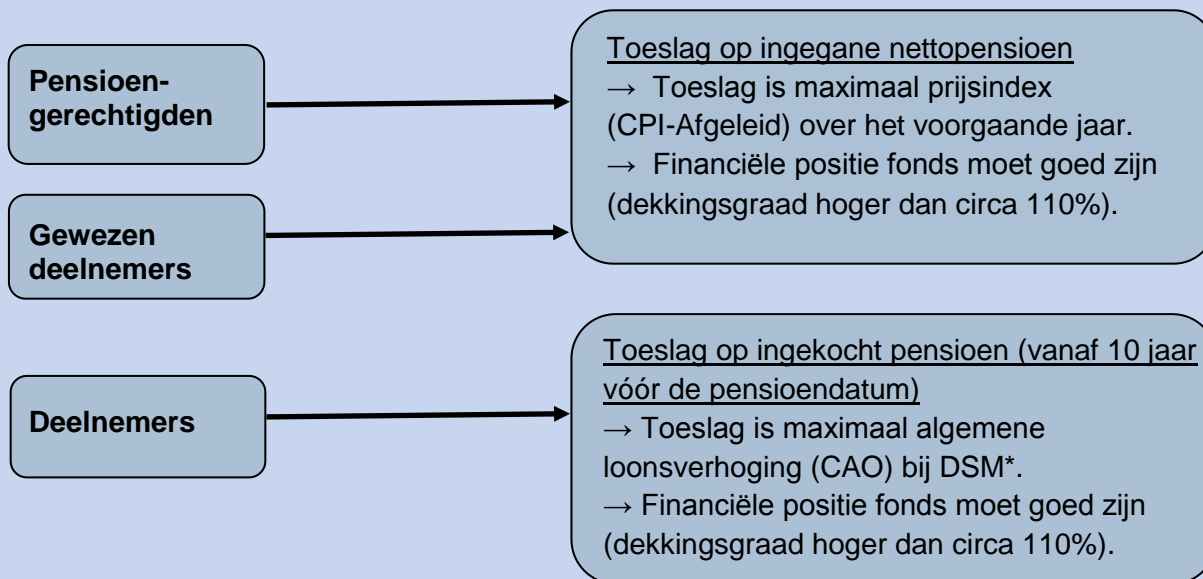 Pensioen-
gerechtigden
Toeslag op ingegane nettopensioen
→ Toeslag is maximaal prijsindex
(CPI-Afgeleid) over het voorgaande jaar.
→ Financiële positie fonds moet goed zijn
(dekkingsgraad hoger dan circa 110%).
Gewezen
deelnemers
Deelnemers
Toeslag op ingekocht pensioen (vanaf 10 jaar
vóór de pensioendatum)
→ Toeslag is maximaal algemene
loonsverhoging (CAO) bij DSM*.
→ Financiële positie fonds moet goed zijn
(dekkingsgraad hoger dan circa 110%).